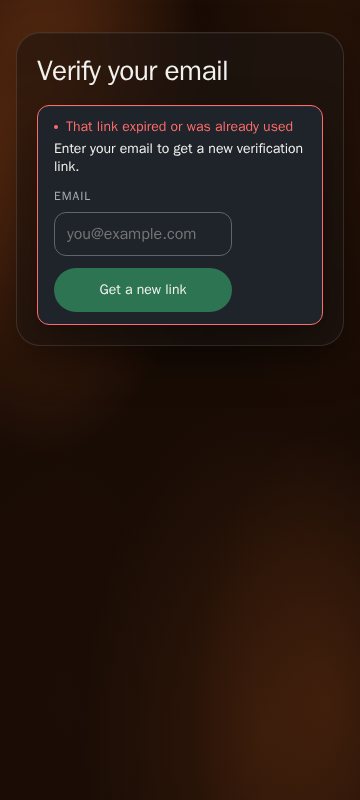 Verify your email
• That link expired or was already used
Enter your email to get a new verification
link.
EMAIL
you@example.com
Get a new link